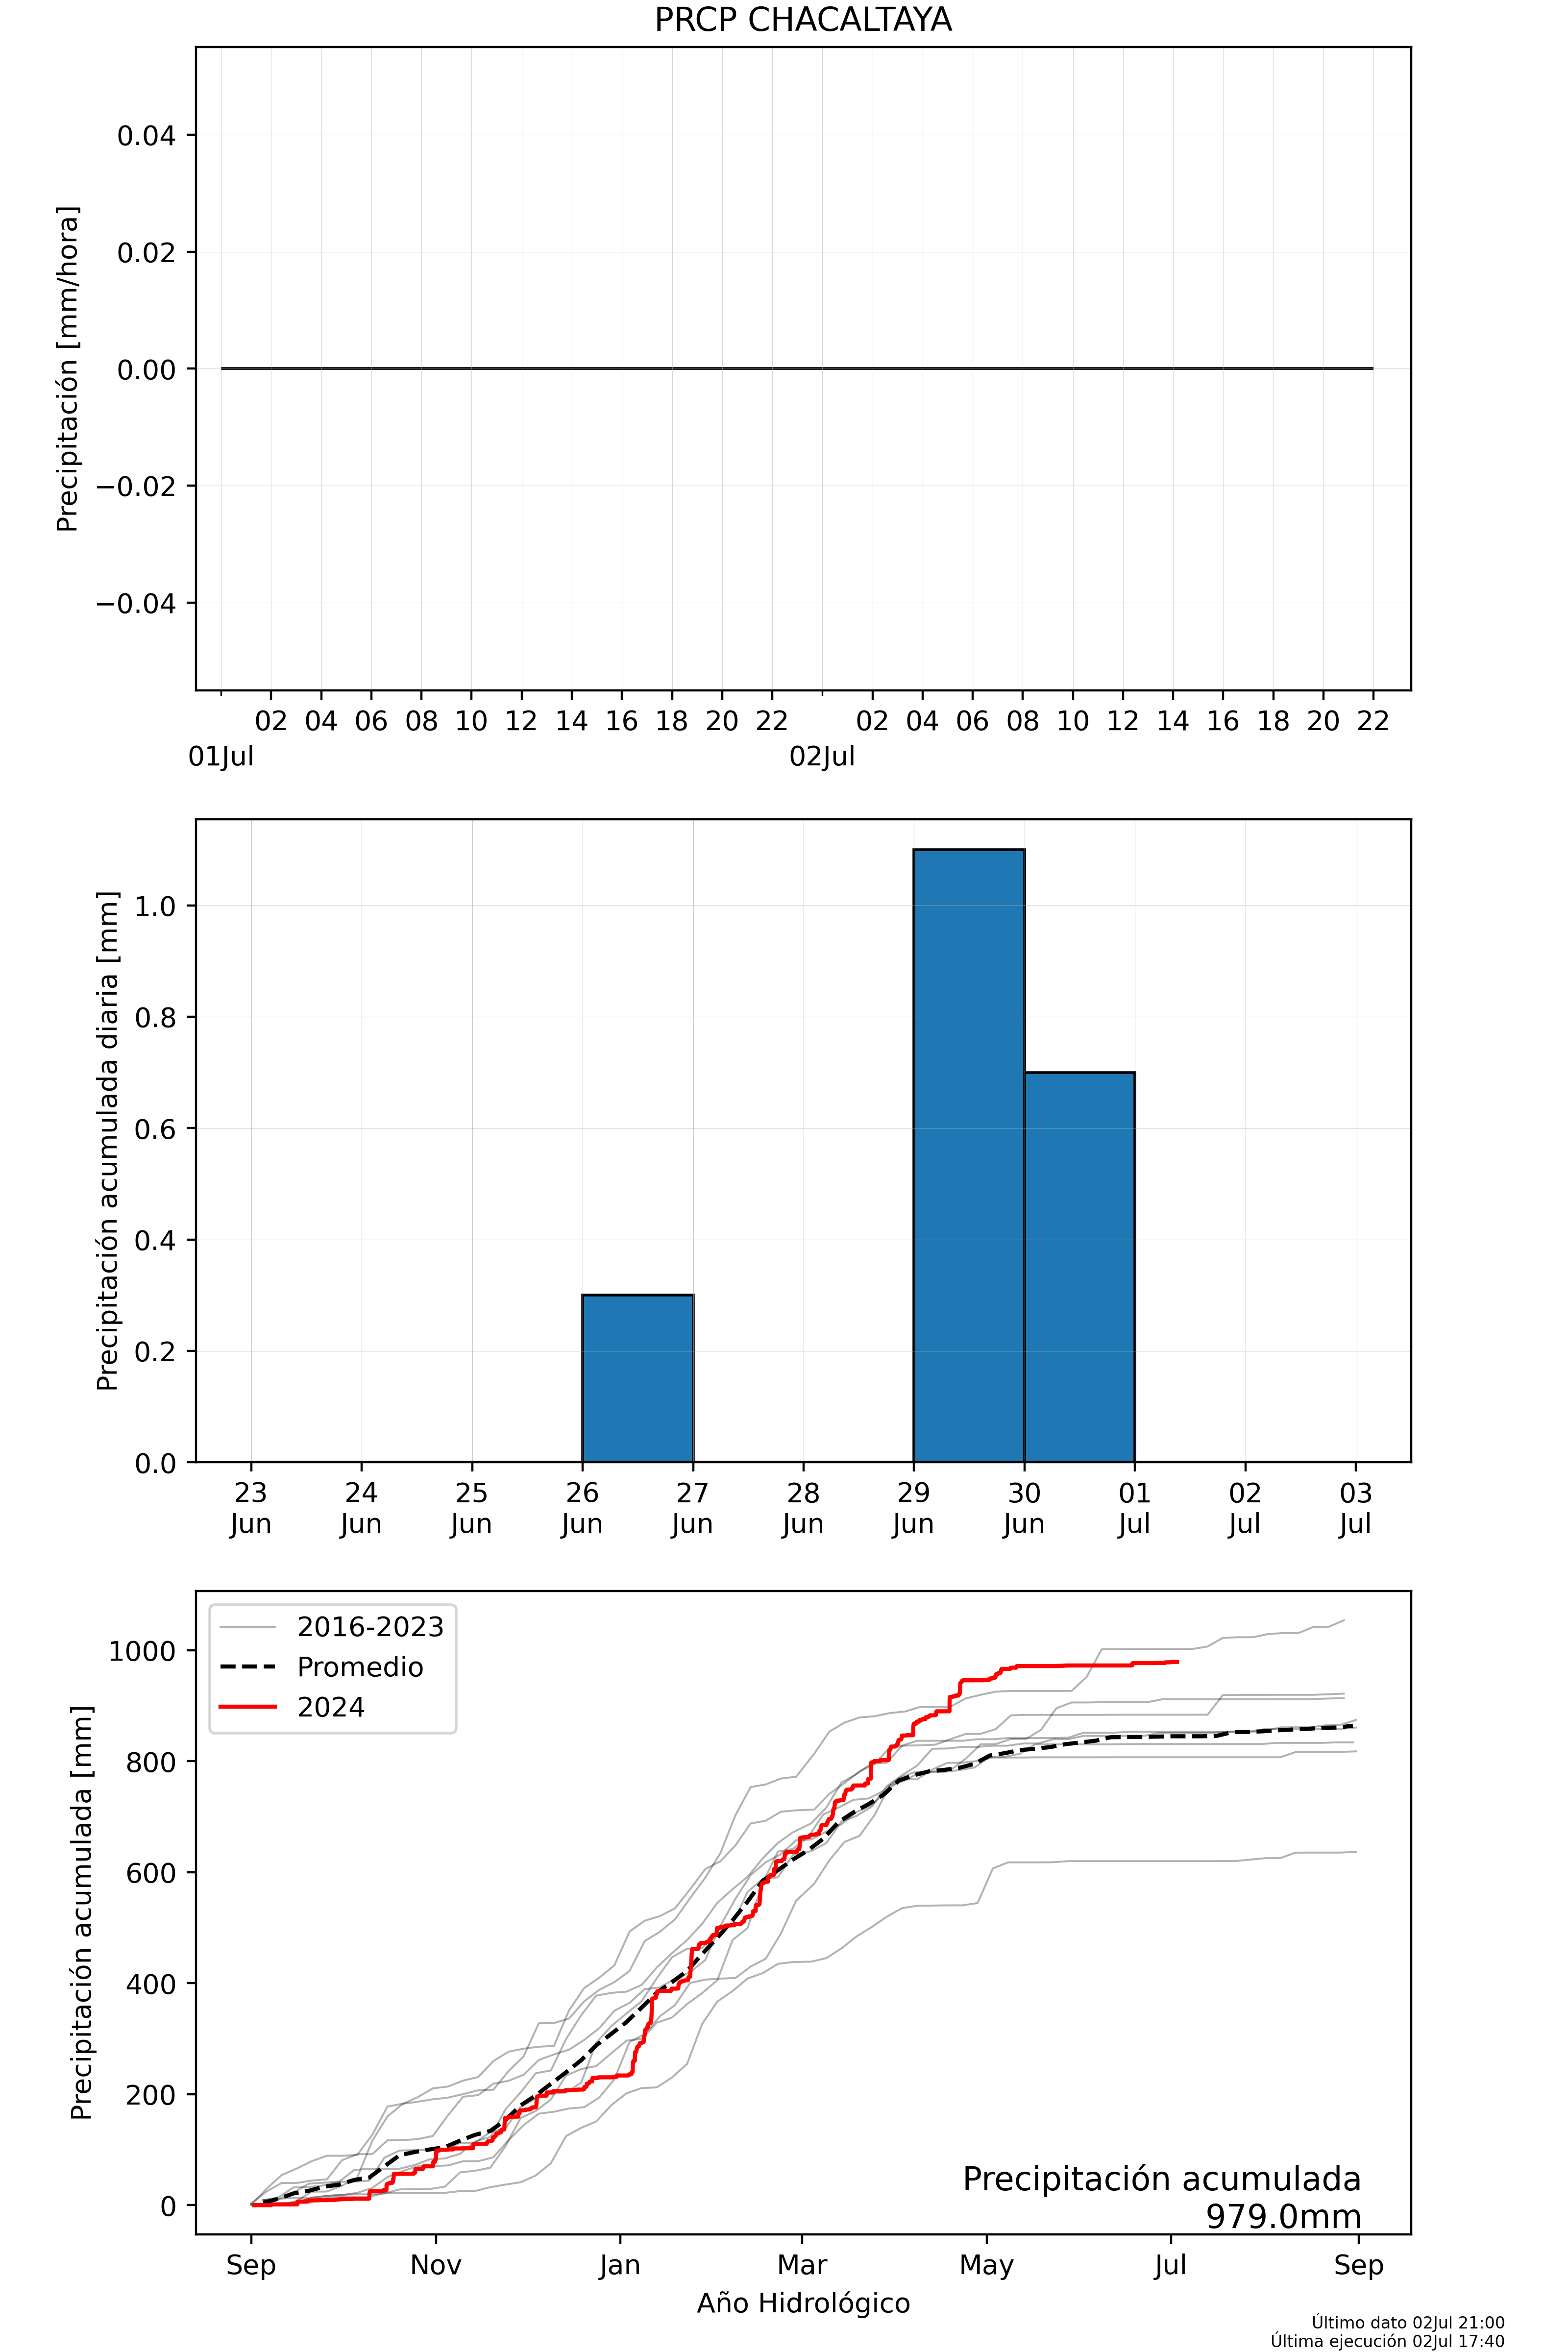 PRCP CHACALTAYA
Precipitación [mm/hora]
0.04
0.02
0.00
−0.02
−0.04
02 04 06 08 10 12 14 16 18 20 22 02 04 06 08 10 12 14 16 18 20 22
01Jul 02Jul
Precipitación acumulada diaria [mm]
1.0
0.8
0.6
0.4
0.2
0.0
23 24 25 26 27 28 29 30 01 02 03
Jun Jun Jun Jun Jun Jun Jun Jun Jul Jul Jul
Precipitación acumulada [mm]
2016-2023
Promedio
2024
1000
800
600
400
200
0
Precipitación acumulada
979.0mm
Sep Nov Jan Mar May Jul Sep
Año Hidrológico
Último dato 02Jul 21:00
Última ejecución 02Jul 17:40